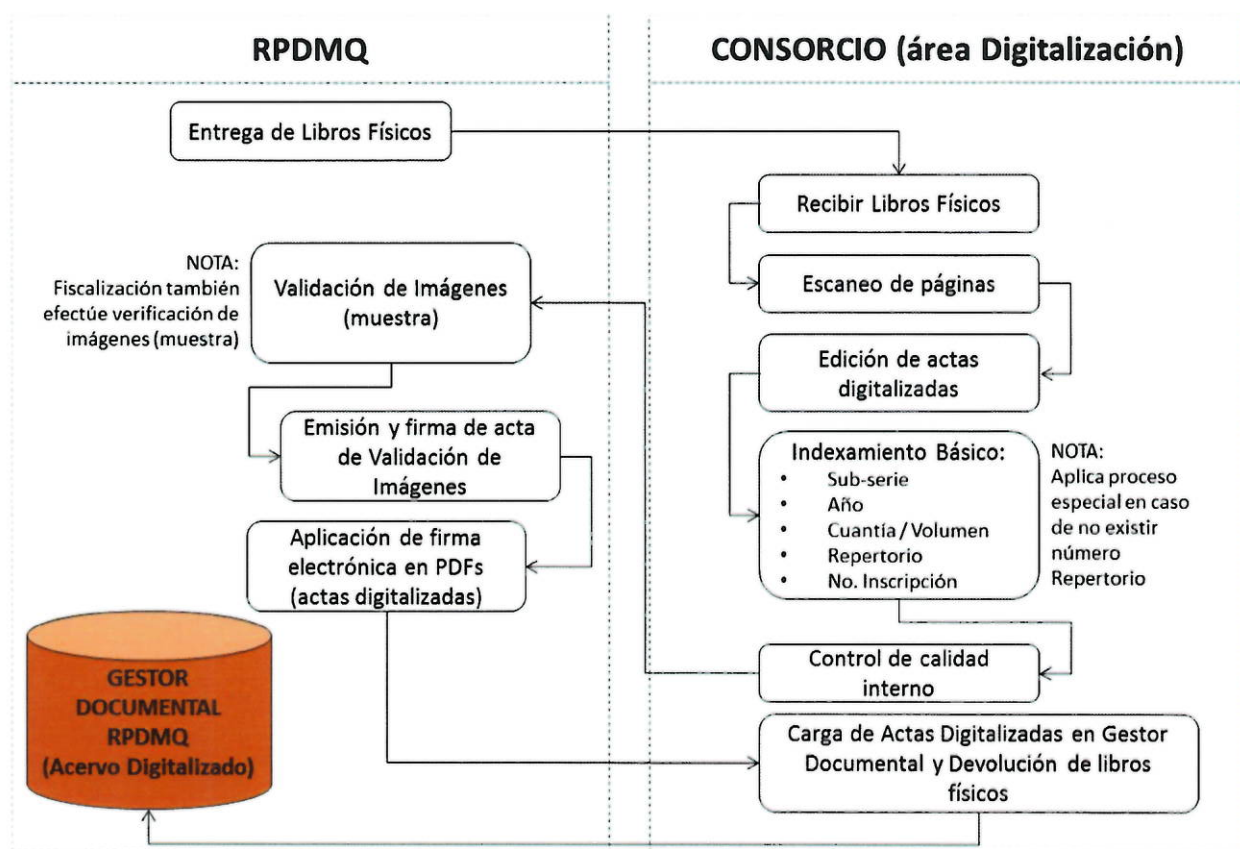 RPDMQ
CONSORCIO (área Digitalización)
Entrega de Libros Físicos
Recibir Libros Físicos
Escaneo de páginas
Edición de actas
digitalizadas
Indexamiento Básico:
• Sub-serie
• Año
• Cuantía / Volumen
• Repertorio
• No. Inscripción
NOTA:
Aplica proceso
especial en caso
de no existir
número
Repertorio
Control de calidad
interno
NOTA:
Fiscalización también
efectúe verificación de
imágenes (muestra)
Validación de Imágenes
(muestra)
Emisión y firma de acta
de Validación de
Imágenes
Aplicación de firma
electrónica en PDFs
(actas digitalizadas)
Carga de Actas Digitalizadas en Gestor
Documental y Devolución de libros
físicos
GESTOR
DOCUMENTAL
RPDMQ
(Acervo Digitalizado)